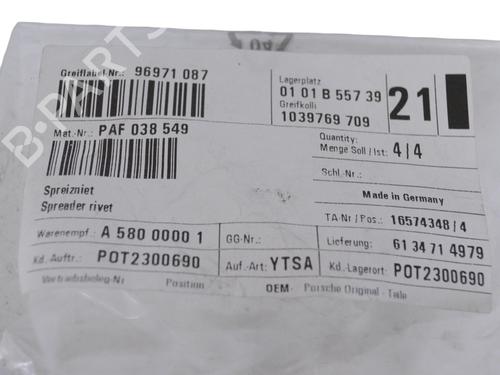 Greiflabel-Nr.: 96971 087
Mat.-Nr.: PAF 038 549
Spreizniet
Spreader rivet
Warenempf.: A 580 0000 1
Kd. Auftr.: POT2300690
Vertriebsbeleg-Nr
Position
GG-Nr.:
Auf.-Art: YTSA
OEM
Porsche Original - Teile
Lagerplatz
01 01 B 557 39
Greifkolli
1039769 709
21
Quantity:
Menge Soll / Ist: 4|4
Schl.-Nr.:
Made in Germany
TA-Nr / Pos.: 16574348 / 4
Lieferung: 61 34 71 4979
Kd.-Lagerort: POT2300690
B-PARTS